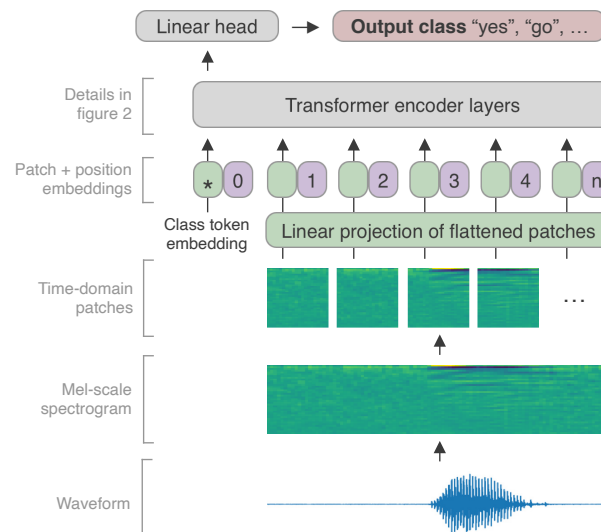 Linear head
Output class "yes", "go", …
Details in
figure 2
Transformer encoder layers
Patch + position
embeddings
* 0 1 2 3 4 n
Class token
embedding
Linear projection of flattened patches
Time-domain
patches
...
Mel-scale
spectrogram
Waveform